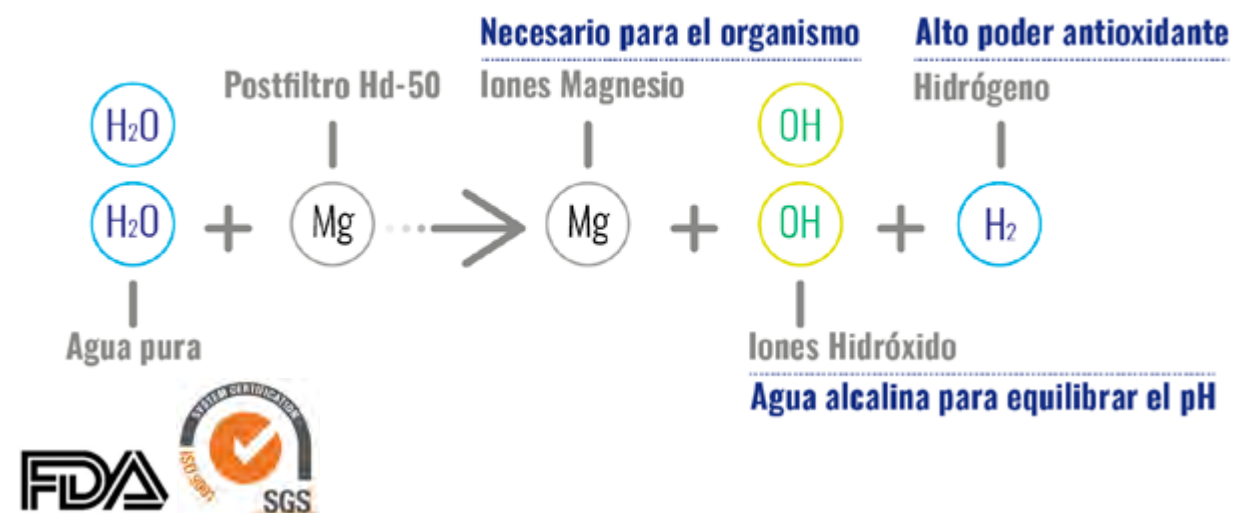 Necesario para el organismo
Alto poder antioxidante
Postfiltro Hd-50
Iones Magnesio
Hidrógeno
H₂O
OH
H₂O + Mg → Mg + OH + H₂
Agua pura
Iones Hidróxido
Agua alcalina para equilibrar el pH
SYSTEM CERTIFICATION
ISO 9001
SGS
FDA